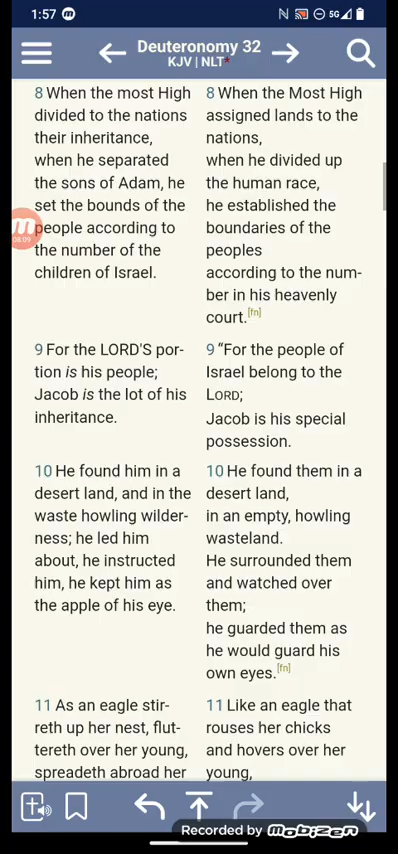 1:57
5G
Deuteronomy 32
KJV | NLT*
8 When the most High
divided to the nations
their inheritance,
when he separated
the sons of Adam, he
set the bounds of the
people according to
the number of the
children of Israel.
8 When the Most High
assigned lands to the
nations,
when he divided up
the human race,
he established the
boundaries of the
peoples
according to the num-
ber in his heavenly
court.[fn]
08:09
9 For the LORD'S por-
tion is his people;
Jacob is the lot of his
inheritance.
9 “For the people of
Israel belong to the
LORD;
Jacob is his special
possession.
10 He found him in a
desert land, and in the
waste howling wilder-
ness; he led him
about, he instructed
him, he kept him as
the apple of his eye.
10 He found them in a
desert land,
in an empty, howling
wasteland.
He surrounded them
and watched over
them;
he guarded them as
he would guard his
own eyes.[fn]
11 As an eagle stir-
reth up her nest, flut-
tereth over her young,
spreadeth abroad her
11 Like an eagle that
rouses her chicks
and hovers over her
young,
Recorded by mobizen